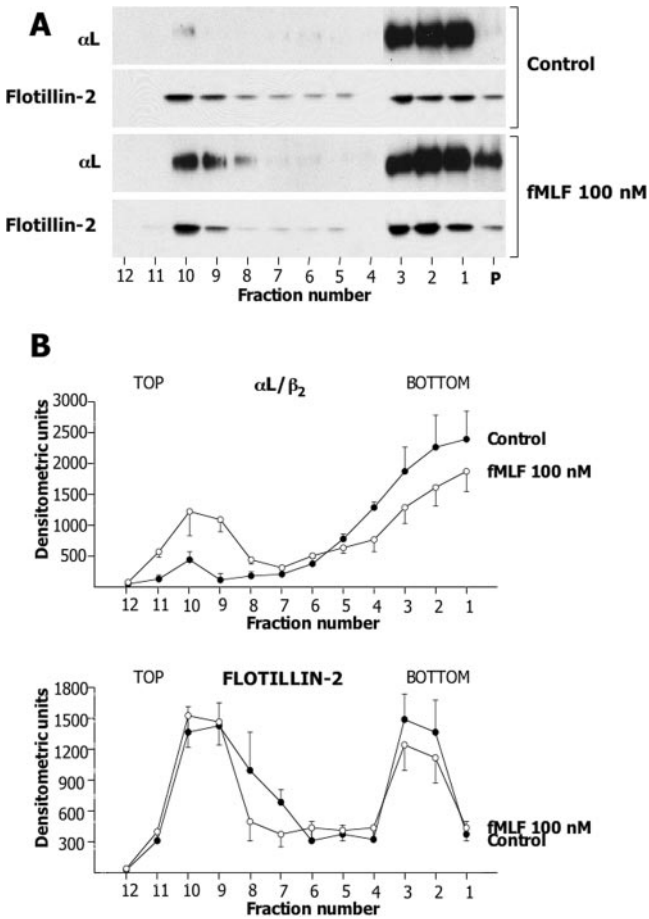 A
αL
Control
Flotillin-2
αL
fMLF 100 nM
Flotillin-2
12 11 10 9 8 7 6 5 4 3 2 1 P
Fraction number
B
TOP αL/β2 BOTTOM
Densitometric units
3000
2500
2000
1500
1000
500
Control
fMLF 100 nM
12 11 10 9 8 7 6 5 4 3 2 1
Fraction number
TOP FLOTILLIN-2 BOTTOM
Densitometric units
1800
1500
1200
900
600
300
fMLF 100 nM
Control
12 11 10 9 8 7 6 5 4 3 2 1
Fraction number